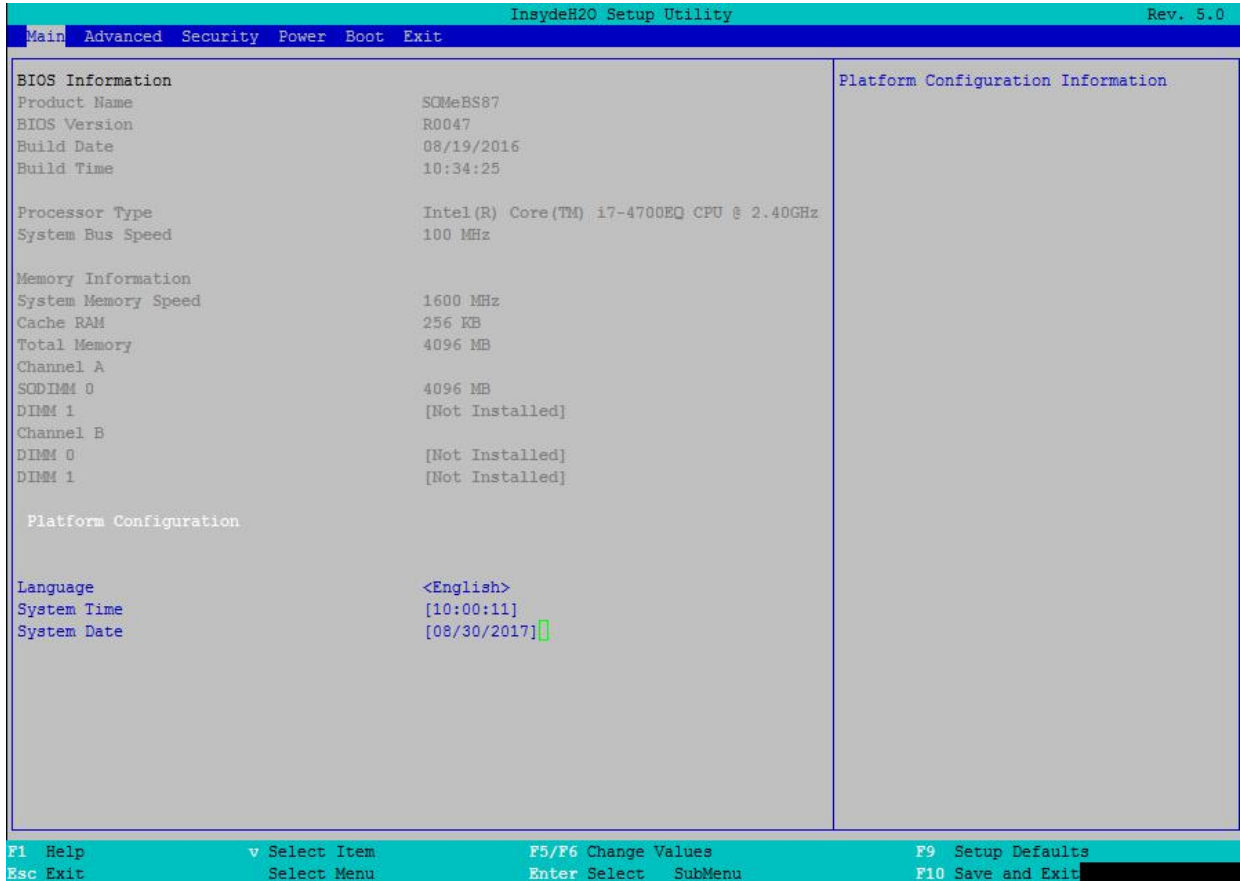 InsydeH2O Setup Utility Rev. 5.0
Main Advanced Security Power Boot Exit
BIOS Information Platform Configuration Information
Product Name SOMeBS87
BIOS Version R0047
Build Date 08/19/2016
Build Time 10:34:25
Processor Type Intel(R) Core(TM) i7-4700EQ CPU @ 2.40GHz
System Bus Speed 100 MHz
Memory Information
System Memory Speed 1600 MHz
Cache RAM 256 KB
Total Memory 4096 MB
Channel A
SODIMM 0 4096 MB
DIMM 1 [Not Installed]
Channel B
DIMM 0 [Not Installed]
DIMM 1 [Not Installed]
Platform Configuration
Language <English>
System Time [10:00:11]
System Date [08/30/2017]
F1 Help v Select Item F5/F6 Change Values F9 Setup Defaults
Esc Exit Select Menu Enter Select SubMenu F10 Save and Exit